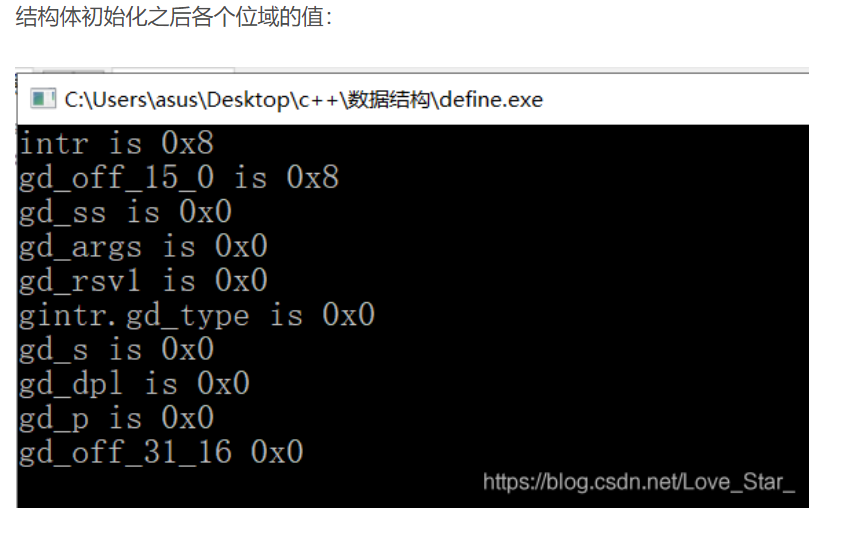 结构体初始化之后各个位域的值：
C:\Users\asus\Desktop\c++\数据结构\define.exe
intr is 0x8
gd_off_15_0 is 0x8
gd_ss is 0x0
gd_args is 0x0
gd_rsv1 is 0x0
gintr.gd_type is 0x0
gd_s is 0x0
gd_dpl is 0x0
gd_p is 0x0
gd_off_31_16 0x0
https://blog.csdn.net/Love_Star_